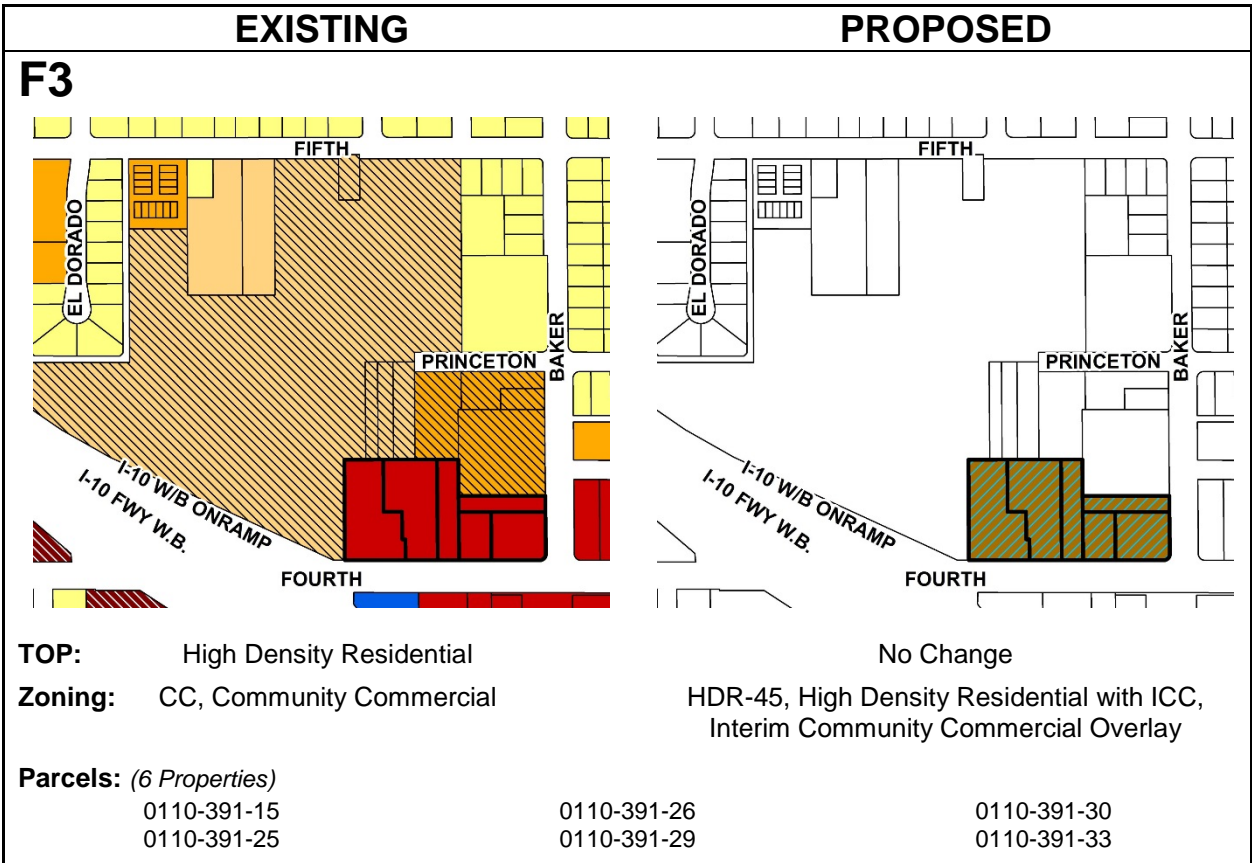 EXISTING
PROPOSED
F3
FIFTH
EL DORADO
PRINCETON
BAKER
I-10 W/B ONRAMP
I-10 FWY W.B.
FOURTH
FIFTH
EL DORADO
PRINCETON
BAKER
I-10 W/B ONRAMP
I-10 FWY W.B.
FOURTH
TOP: High Density Residential
No Change
Zoning: CC, Community Commercial
HDR-45, High Density Residential with ICC,
Interim Community Commercial Overlay
Parcels: (6 Properties)
0110-391-15 0110-391-26 0110-391-30
0110-391-25 0110-391-29 0110-391-33